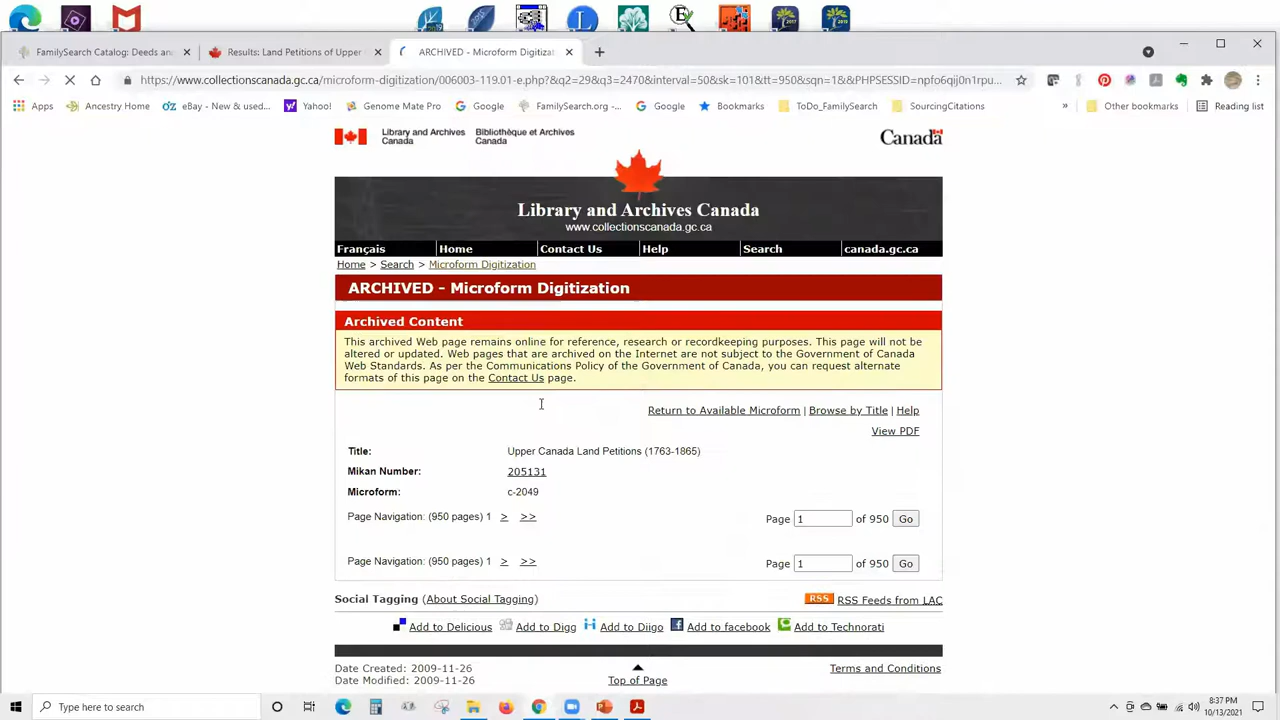 FamilySearch Catalog: Deeds and
Results: Land Petitions of Upper
ARCHIVED - Microform Digitizat
https://www.collectionscanada.gc.ca/microform-digitization/006003-119.01-e.php?&q2=29&q3=2470&interval=50&sk=101&tt=950&sqn=1&&PHPSESSID=npfo6qij0n1rpu...
Apps Ancestry Home eBay - New & used... Yahoo! Genome Mate Pro Google FamilySearch.org -... Google Bookmarks ToDo_FamilySearch SourcingCitations » Other bookmarks Reading list
Library and Archives Bibliothèque et Archives
Canada Canada
Canada
Library and Archives Canada
www.collectionscanada.gc.ca
Français Home Contact Us Help Search canada.gc.ca
Home > Search > Microform Digitization
ARCHIVED - Microform Digitization
Archived Content
This archived Web page remains online for reference, research or recordkeeping purposes. This page will not be
altered or updated. Web pages that are archived on the Internet are not subject to the Government of Canada
Web Standards. As per the Communications Policy of the Government of Canada, you can request alternate
formats of this page on the Contact Us page.
Return to Available Microform | Browse by Title | Help
View PDF
Title: Upper Canada Land Petitions (1763-1865)
Mikan Number: 205131
Microform: c-2049
Page Navigation: (950 pages) 1 > >> Page 1 of 950 Go
Page Navigation: (950 pages) 1 > >> Page 1 of 950 Go
Social Tagging (About Social Tagging) RSS RSS Feeds from LAC
Add to Delicious Add to Digg Add to Diigo Add to facebook Add to Technorati
Date Created: 2009-11-26 Terms and Conditions
Date Modified: 2009-11-26 Top of Page
Type here to search
8:37 PM
10/13/2021